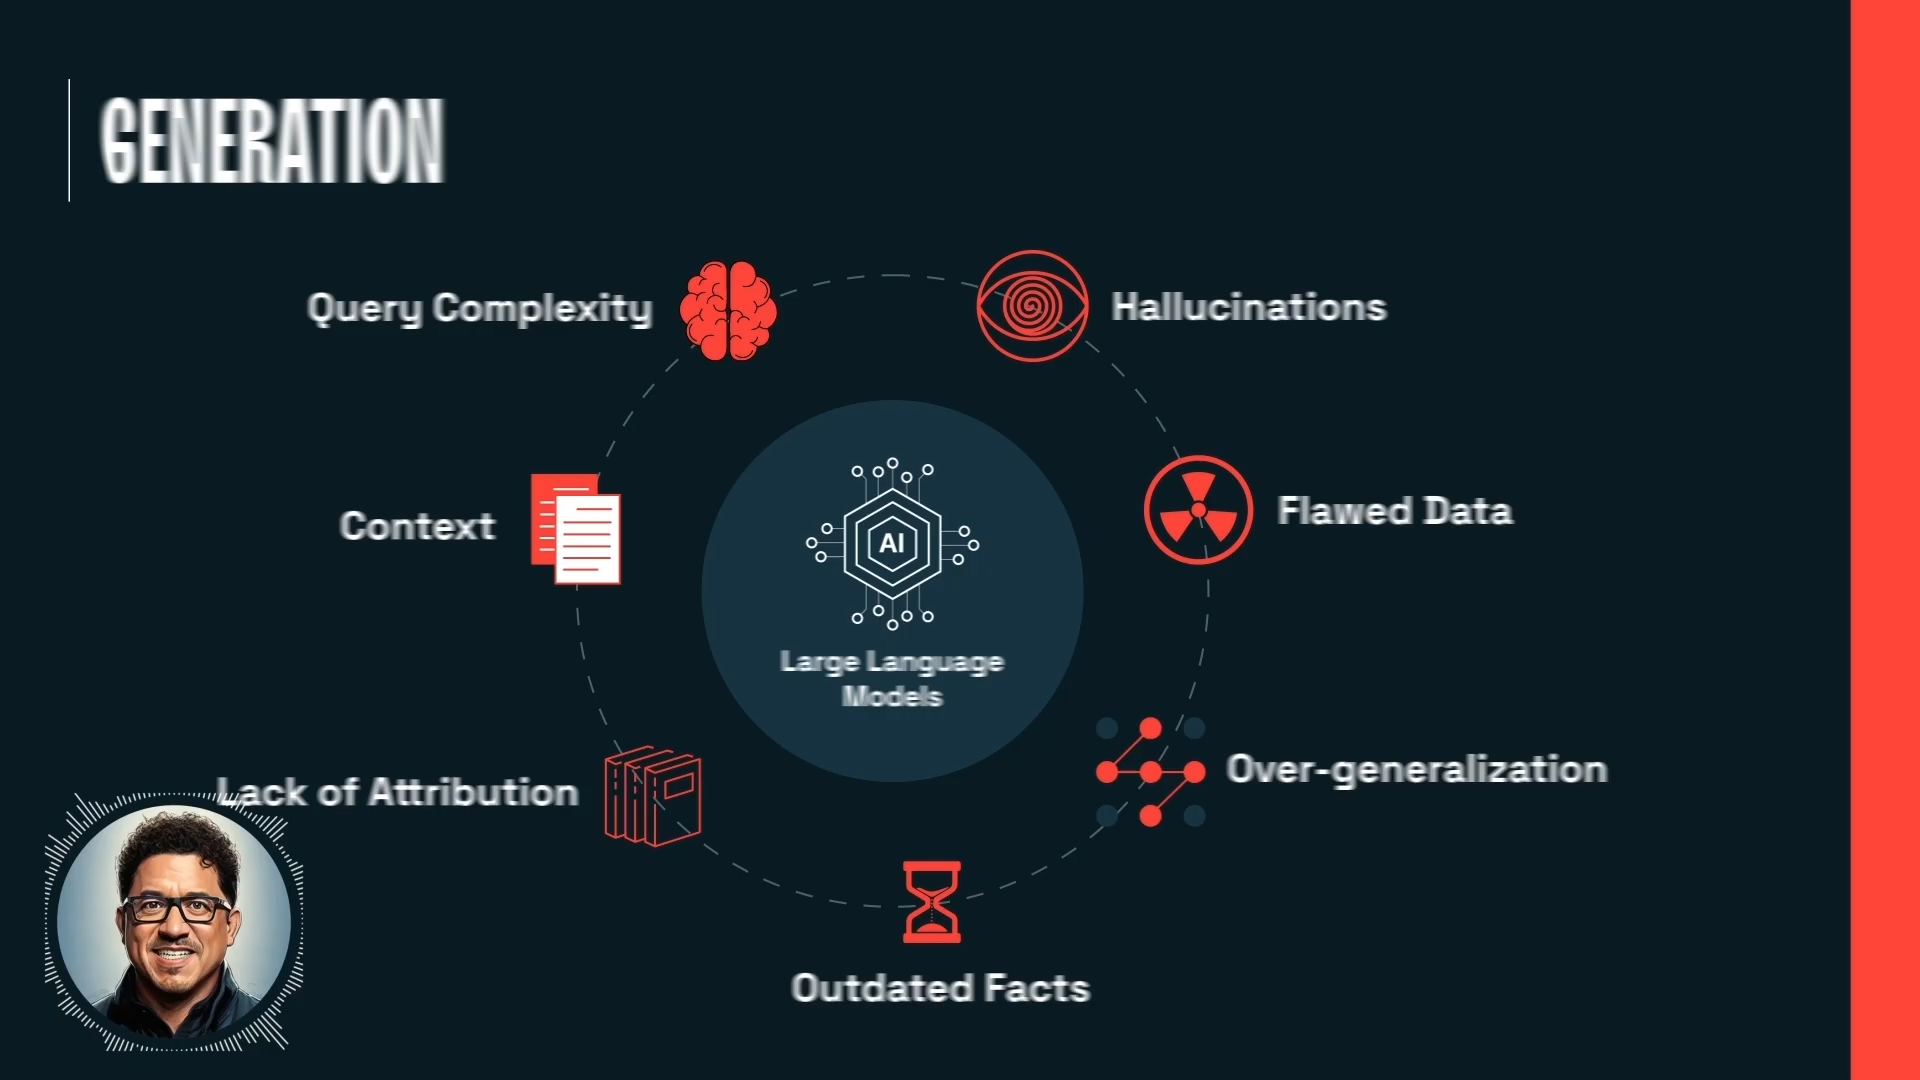 GENERATION
Query Complexity
Hallucinations
Context
Flawed Data
AI
Large Language
Models
Lack of Attribution
Over-generalization
Outdated Facts